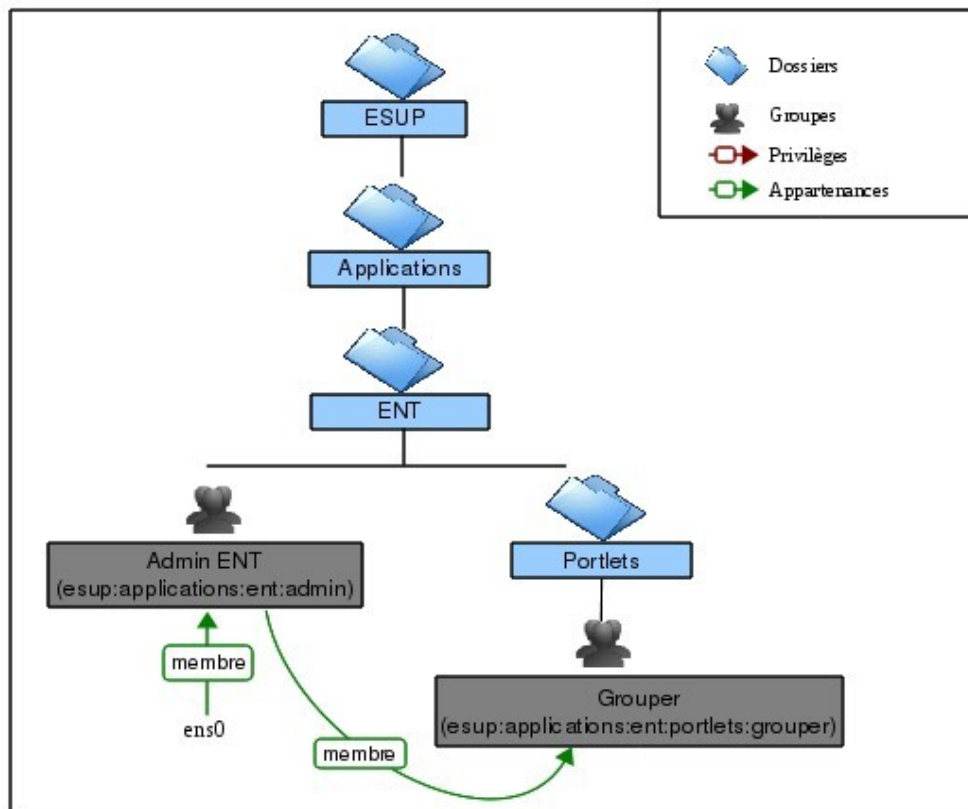 ESUP
Dossiers
Groupes
Privilèges
Appartenances
Applications
ENT
Admin ENT
(esup:applications:ent:admin)
Portlets
membre
ens0
Grouper
(esup:applications:ent:portlets:grouper)
membre